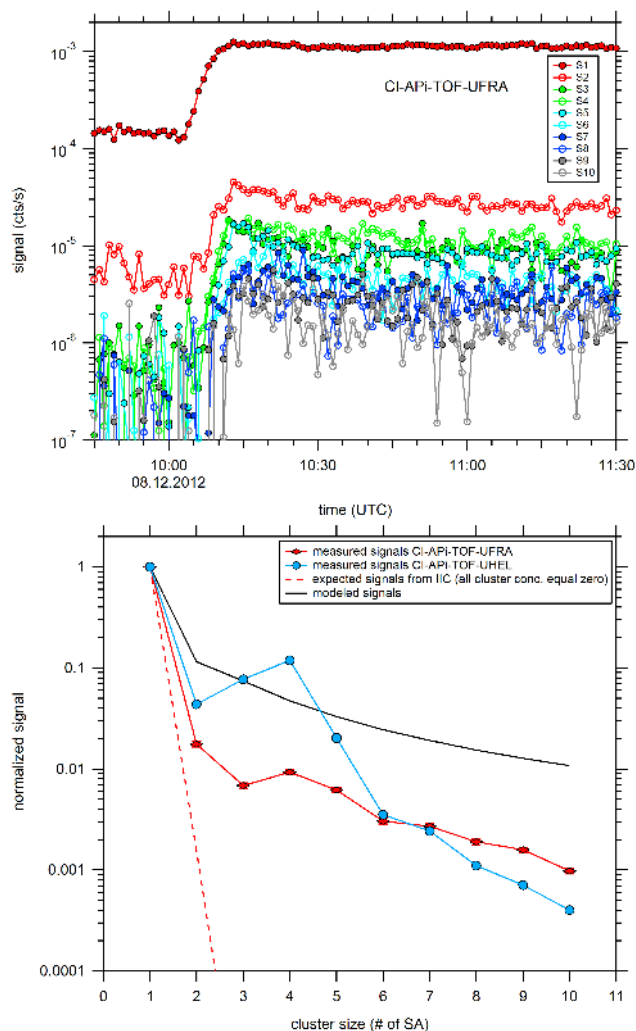 10⁻³
CI-APi-TOF-UFRA
S1
S2
S3
S4
S5
S6
S7
S8
S9
S10
10⁻⁴
signal (cts/s)
10⁻⁵
10⁻⁶
10⁻⁷
10:00 10:30 11:00 11:30
08.12.2012
time (UTC)
measured signals CI-APi-TOF-UFRA
measured signals CI-APi-TOF-UHEL
expected signals from IIC (all cluster conc. equal zero)
modeled signals
1
0.1
normalized signal
0.01
0.001
0.0001
0 1 2 3 4 5 6 7 8 9 10 11
cluster size (# of SA)